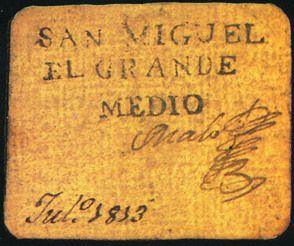 SAN MIGUEL
EL GRANDE
MEDIO
Jul.º 1813